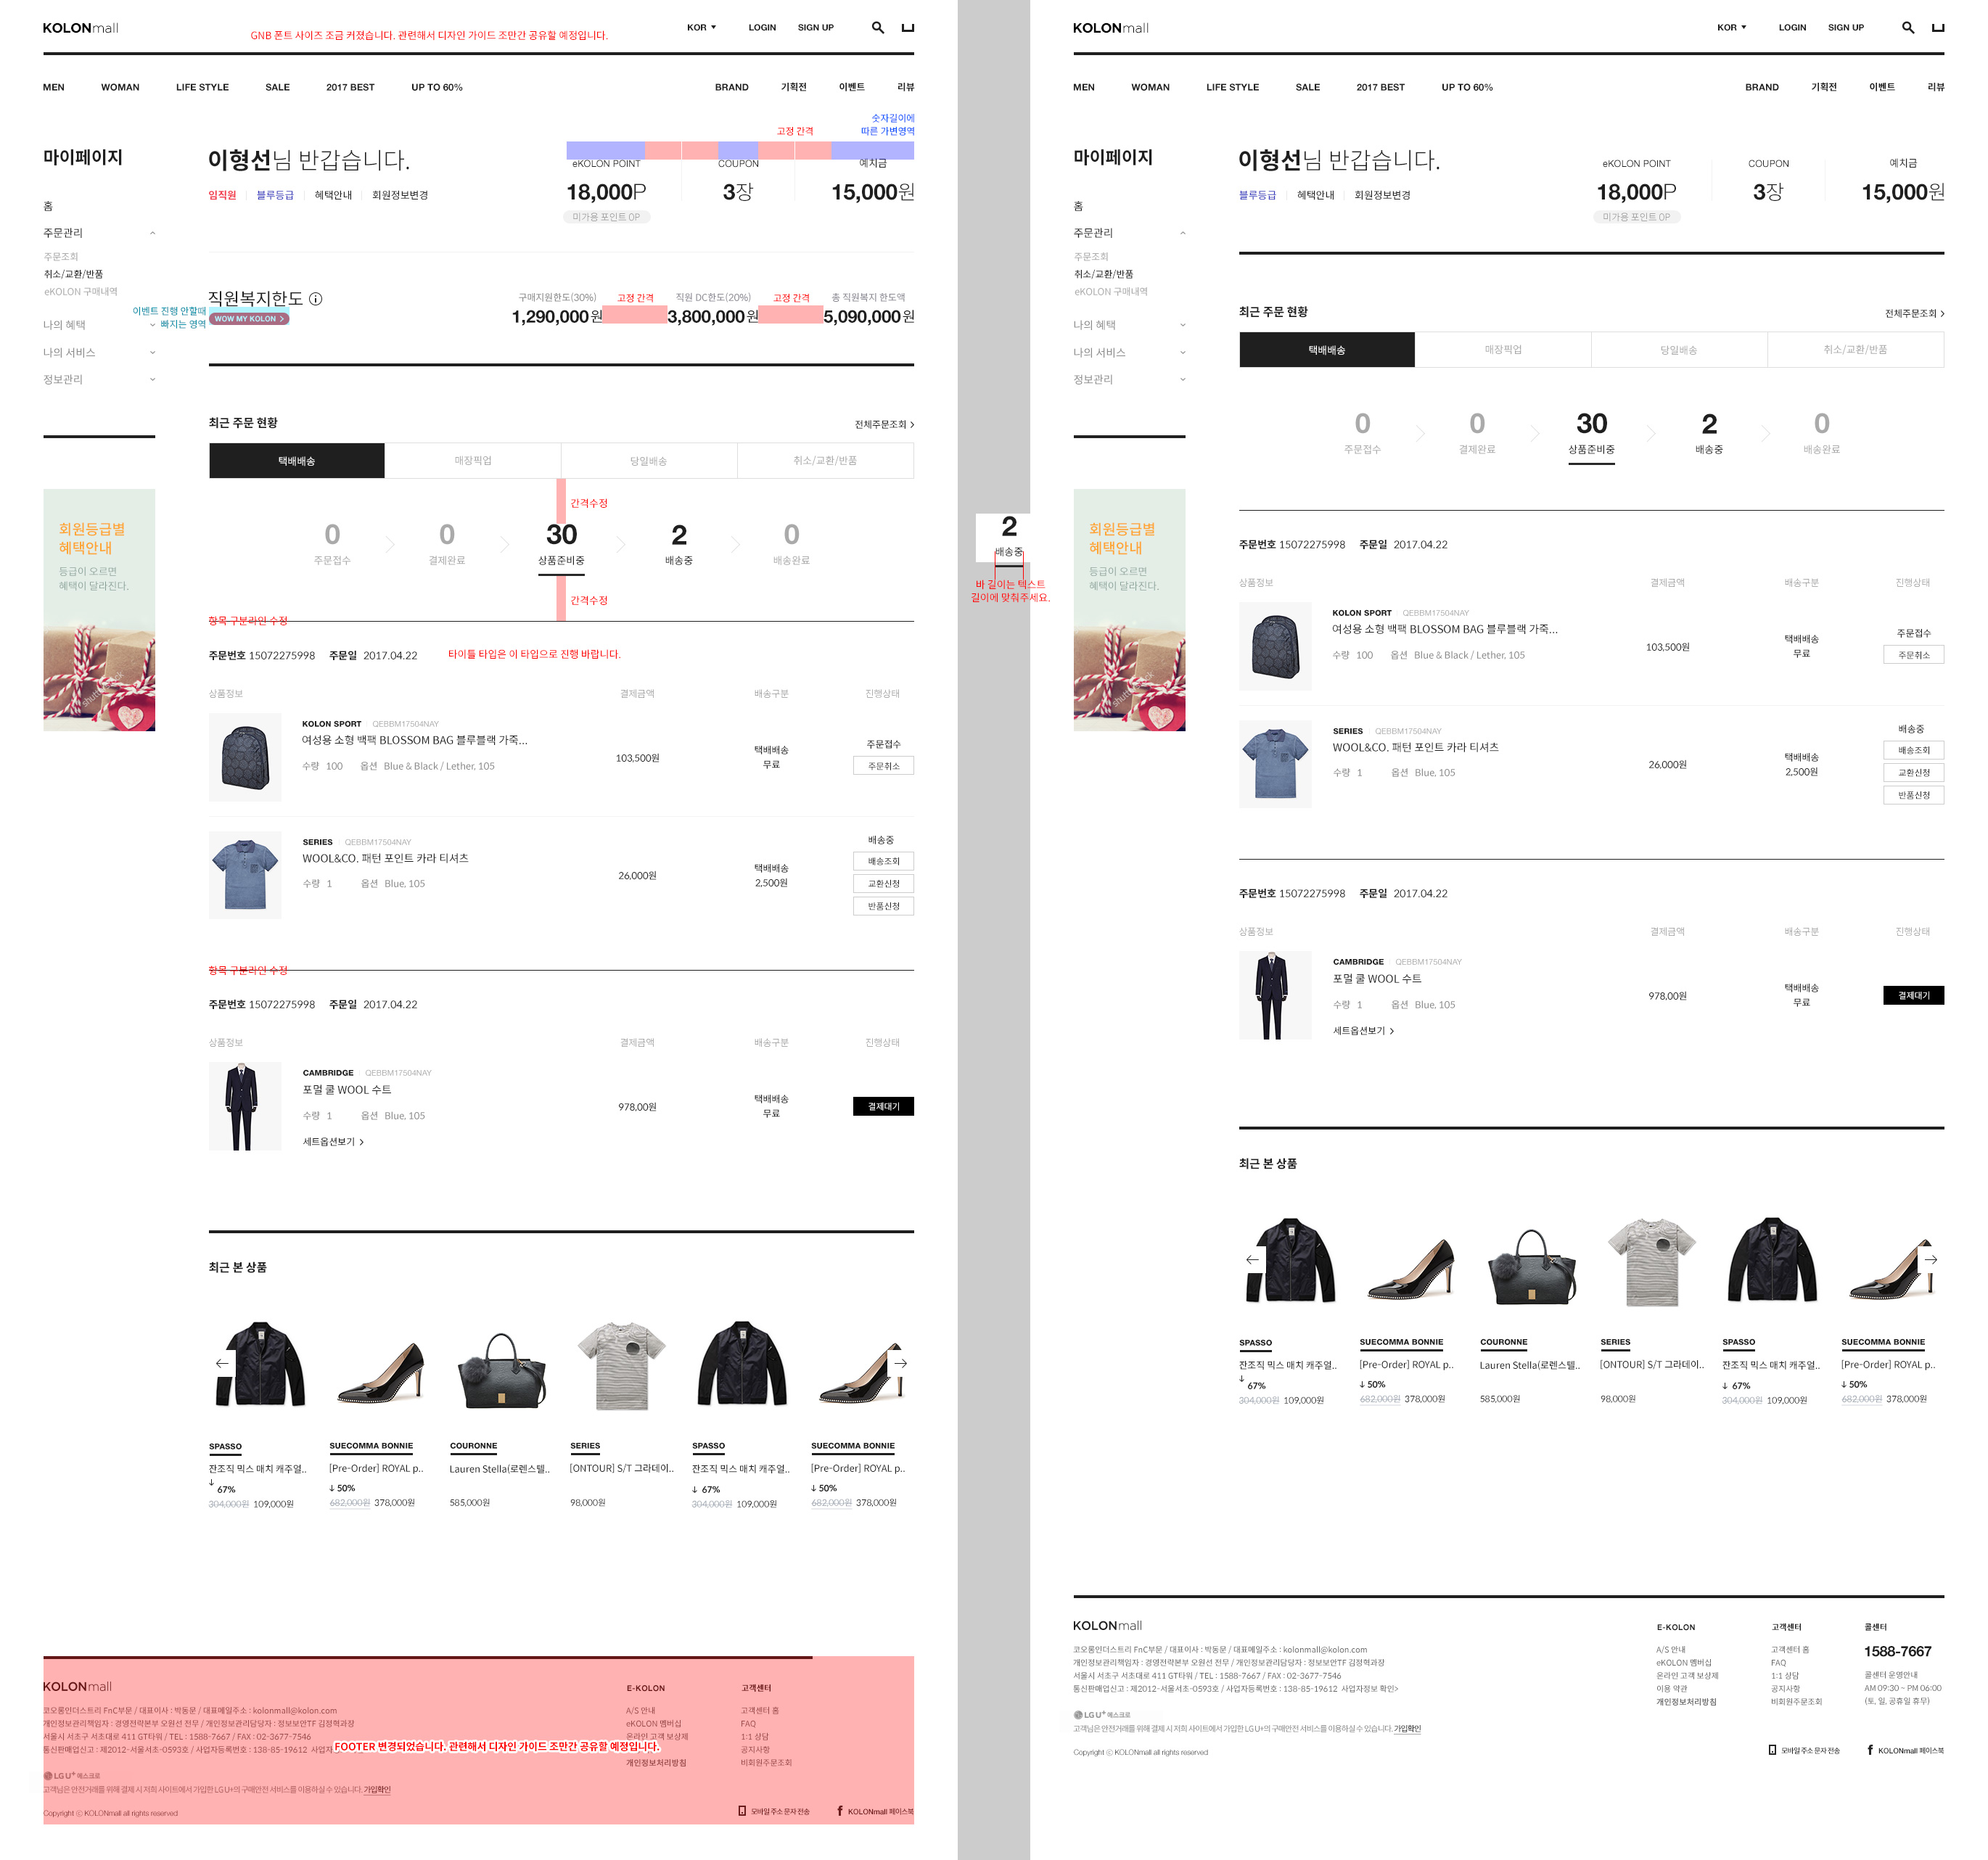 KOLONmall
GNB 폰트 사이즈 조금 커졌습니다. 관련해서 디자인 가이드 조만간 공유할 예정입니다.
KOR LOGIN SIGN UP
MEN WOMAN LIFE STYLE SALE 2017 BEST UP TO 60% BRAND 기획전 이벤트 리뷰
숫자길이에
따른 가변영역
고정 간격
마이페이지
홈
주문관리
주문조회
취소/교환/반품
eKOLON 구매내역
나의 혜택
나의 서비스
정보관리
이형선님 반갑습니다.
임직원 블루등급 혜택안내 회원정보변경
eKOLON POINT COUPON 예치금
18,000P 3장 15,000원
미가용 포인트 0P
이벤트 진행 안할때
빠지는 영역
직원복지한도
WOW MY KOLON >
구매지원한도(30%) 고정 간격 직원 DC한도(20%) 고정 간격 총 직원복지 한도액
1,290,000원 3,800,000원 5,090,000원
최근 주문 현황 전체주문조회 >
택배배송 매장픽업 당일배송 취소/교환/반품
간격수정
0 0 30 2 0
주문접수 결제완료 상품준비중 배송중 배송완료
간격수정
항목 구분라인 수정
주문번호 15072275998 주문일 2017.04.22 타이틀 타입은 이 타입으로 진행 바랍니다.
상품정보 결제금액 배송구분 진행상태
KOLON SPORT QEBBM17504NAY
여성용 소형 백팩 BLOSSOM BAG 블루블랙 가죽...
수량 100 옵션 Blue & Black / Lether, 105
103,500원
택배배송
무료
주문접수
주문취소
SERIES QEBBM17504NAY
WOOL&CO. 패턴 포인트 카라 티셔츠
수량 1 옵션 Blue, 105
26,000원
택배배송
2,500원
배송중
배송조회
교환신청
반품신청
항목 구분라인 수정
주문번호 15072275998 주문일 2017.04.22
상품정보 결제금액 배송구분 진행상태
CAMBRIDGE QEBBM17504NAY
포멀 쿨 WOOL 수트
수량 1 옵션 Blue, 105
세트옵션보기 >
978,00원
택배배송
무료
결제대기
회원등급별
혜택안내
등급이 오르면
혜택이 달라진다.
shutterstock
최근 본 상품
SPASSO SUECOMMA BONNIE COURONNE SERIES SPASSO SUECOMMA BONNIE
잔조직 믹스 매치 캐주얼.. [Pre-Order] ROYAL p.. Lauren Stella(로렌스텔.. [ONTOUR] S/T 그라데이.. 잔조직 믹스 매치 캐주얼.. [Pre-Order] ROYAL p..
↓ 67% ↓ 50% ↓ 67% ↓ 50%
304,000원 109,000원 682,000원 378,000원 585,000원 98,000원 304,000원 109,000원 682,000원 378,000원
KOLONmall
코오롱인더스트리 FnC부문 / 대표이사 : 박동문 / 대표메일주소 : kolonmall@kolon.com
개인정보관리책임자 : 경영전략본부 오원선 전무 / 개인정보관리담당자 : 정보보안TF 김정혁과장
서울시 서초구 서초대로 411 GT타워 / TEL : 1588-7667 / FAX : 02-3677-7546
통신판매업신고 : 제2012-서울서초-0593호 / 사업자등록번호 : 138-85-19612 사업자
FOOTER 변경되었습니다. 관련해서 디자인 가이드 조만간 공유할 예정입니다.
LG U+ 에스크로
고객님은 안전거래를 위해 결제 시 저희 사이트에서 가입한 LG U+의 구매안전 서비스를 이용하실 수 있습니다. 가입확인
Copyright ⓒ KOLONmall all rights reserved
E-KOLON
A/S 안내
eKOLON 멤버십
온라인 고객 보상제
개인정보처리방침
고객센터
고객센터 홈
FAQ
1:1 상담
공지사항
비회원주문조회
모바일 주소 문자 전송 KOLONmall 페이스북
2
배송중
바 길이는 텍스트
길이에 맞춰주세요.
KOLONmall
KOR LOGIN SIGN UP
MEN WOMAN LIFE STYLE SALE 2017 BEST UP TO 60% BRAND 기획전 이벤트 리뷰
마이페이지
홈
주문관리
주문조회
취소/교환/반품
eKOLON 구매내역
나의 혜택
나의 서비스
정보관리
이형선님 반갑습니다.
블루등급 혜택안내 회원정보변경
eKOLON POINT COUPON 예치금
18,000P 3장 15,000원
미가용 포인트 0P
최근 주문 현황 전체주문조회 >
택배배송 매장픽업 당일배송 취소/교환/반품
0 0 30 2 0
주문접수 결제완료 상품준비중 배송중 배송완료
주문번호 15072275998 주문일 2017.04.22
상품정보 결제금액 배송구분 진행상태
KOLON SPORT QEBBM17504NAY
여성용 소형 백팩 BLOSSOM BAG 블루블랙 가죽...
수량 100 옵션 Blue & Black / Lether, 105
103,500원
택배배송
무료
주문접수
주문취소
SERIES QEBBM17504NAY
WOOL&CO. 패턴 포인트 카라 티셔츠
수량 1 옵션 Blue, 105
26,000원
택배배송
2,500원
배송중
배송조회
교환신청
반품신청
주문번호 15072275998 주문일 2017.04.22
상품정보 결제금액 배송구분 진행상태
CAMBRIDGE QEBBM17504NAY
포멀 쿨 WOOL 수트
수량 1 옵션 Blue, 105
세트옵션보기 >
978,00원
택배배송
무료
결제대기
회원등급별
혜택안내
등급이 오르면
혜택이 달라진다.
shutterstock
최근 본 상품
SPASSO SUECOMMA BONNIE COURONNE SERIES SPASSO SUECOMMA BONNIE
잔조직 믹스 매치 캐주얼.. [Pre-Order] ROYAL p.. Lauren Stella(로렌스텔.. [ONTOUR] S/T 그라데이.. 잔조직 믹스 매치 캐주얼.. [Pre-Order] ROYAL p..
↓ 67% ↓ 50% ↓ 67% ↓ 50%
304,000원 109,000원 682,000원 378,000원 585,000원 98,000원 304,000원 109,000원 682,000원 378,000원
KOLONmall
코오롱인더스트리 FnC부문 / 대표이사 : 박동문 / 대표메일주소 : kolonmall@kolon.com
개인정보관리책임자 : 경영전략본부 오원선 전무 / 개인정보관리담당자 : 정보보안TF 김정혁과장
서울시 서초구 서초대로 411 GT타워 / TEL : 1588-7667 / FAX : 02-3677-7546
통신판매업신고 : 제2012-서울서초-0593호 / 사업자등록번호 : 138-85-19612 사업자정보 확인>
LG U+ 에스크로
고객님은 안전거래를 위해 결제 시 저희 사이트에서 가입한 LG U+의 구매안전 서비스를 이용하실 수 있습니다. 가입확인
Copyright ⓒ KOLONmall all rights reserved
E-KOLON
A/S 안내
eKOLON 멤버십
온라인 고객 보상제
이용 약관
개인정보처리방침
고객센터
고객센터 홈
FAQ
1:1 상담
공지사항
비회원주문조회
콜센터
1588-7667
콜센터 운영안내
AM 09:30 ~ PM 06:00
(토, 일, 공휴일 휴무)
모바일 주소 문자 전송 KOLONmall 페이스북